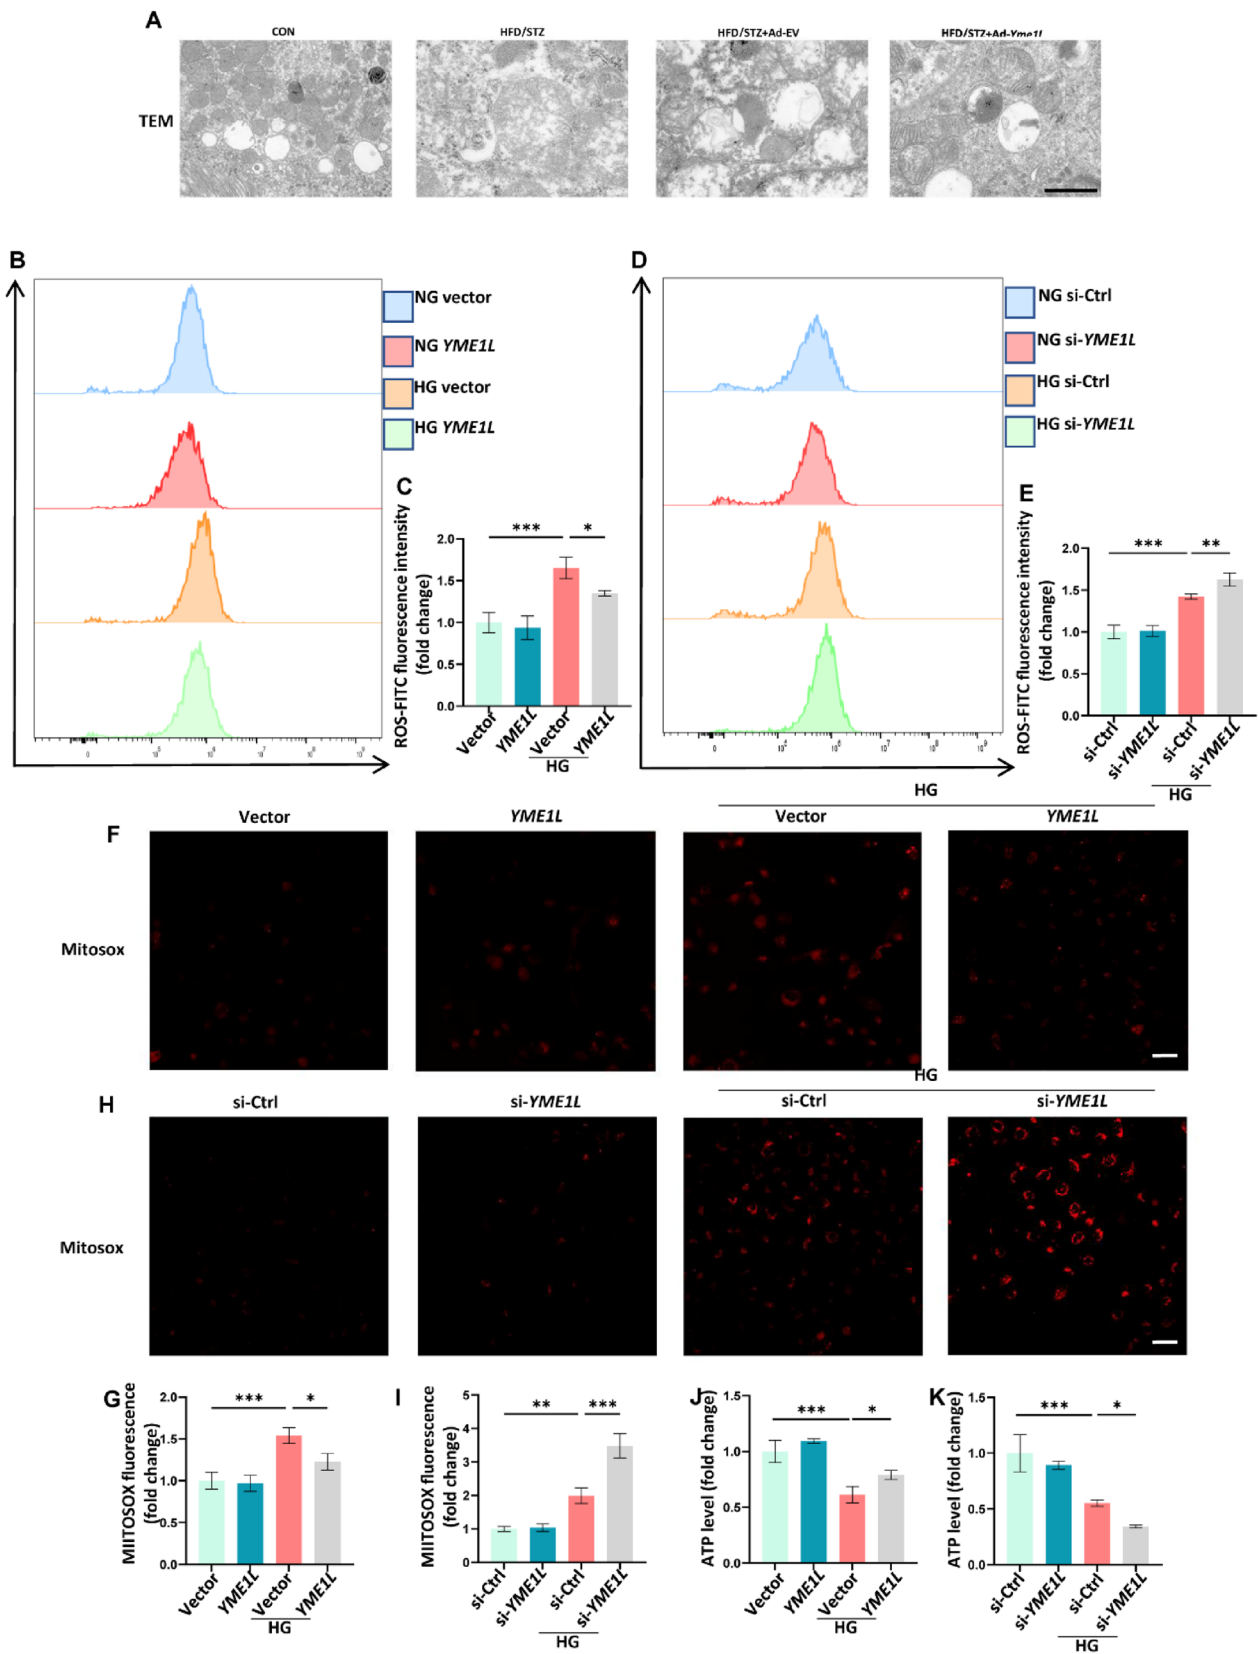 A
CON
HFD/STZ
HFD/STZ+Ad-EV
HFD/STZ+Ad-Yme1L
TEM
B
NG vector
NG YME1L
HG vector
HG YME1L
C
ROS-FITC fluorescence intensity
(fold change)
2.0
1.5
1.0
0.5
0.0
***
*
Vector
YME1L
Vector
YME1L
HG
D
NG si-Ctrl
NG si-YME1L
HG si-Ctrl
HG si-YME1L
E
ROS-FITC fluorescence intensity
(fold change)
2.0
1.5
1.0
0.5
0.0
***
**
si-Ctrl
si-YME1L
si-Ctrl
si-YME1L
HG
HG
F
Vector
YME1L
Vector
YME1L
Mitosox
HG
H
si-Ctrl
si-YME1L
si-Ctrl
si-YME1L
Mitosox
G
MIITOSOX fluorescence
(fold change)
2.0
1.5
1.0
0.5
0.0
***
*
Vector
YME1L
Vector
YME1L
HG
I
MIITOSOX fluorescence
(fold change)
5
4
3
2
1
0
**
***
si-Ctrl
si-YME1L
si-Ctrl
si-YME1L
HG
J
ATP level (fold change)
1.5
1.0
0.5
0.0
***
*
Vector
YME1L
Vector
YME1L
HG
K
ATP level (fold change)
1.5
1.0
0.5
0.0
***
*
si-Ctrl
si-YME1L
si-Ctrl
si-YME1L
HG